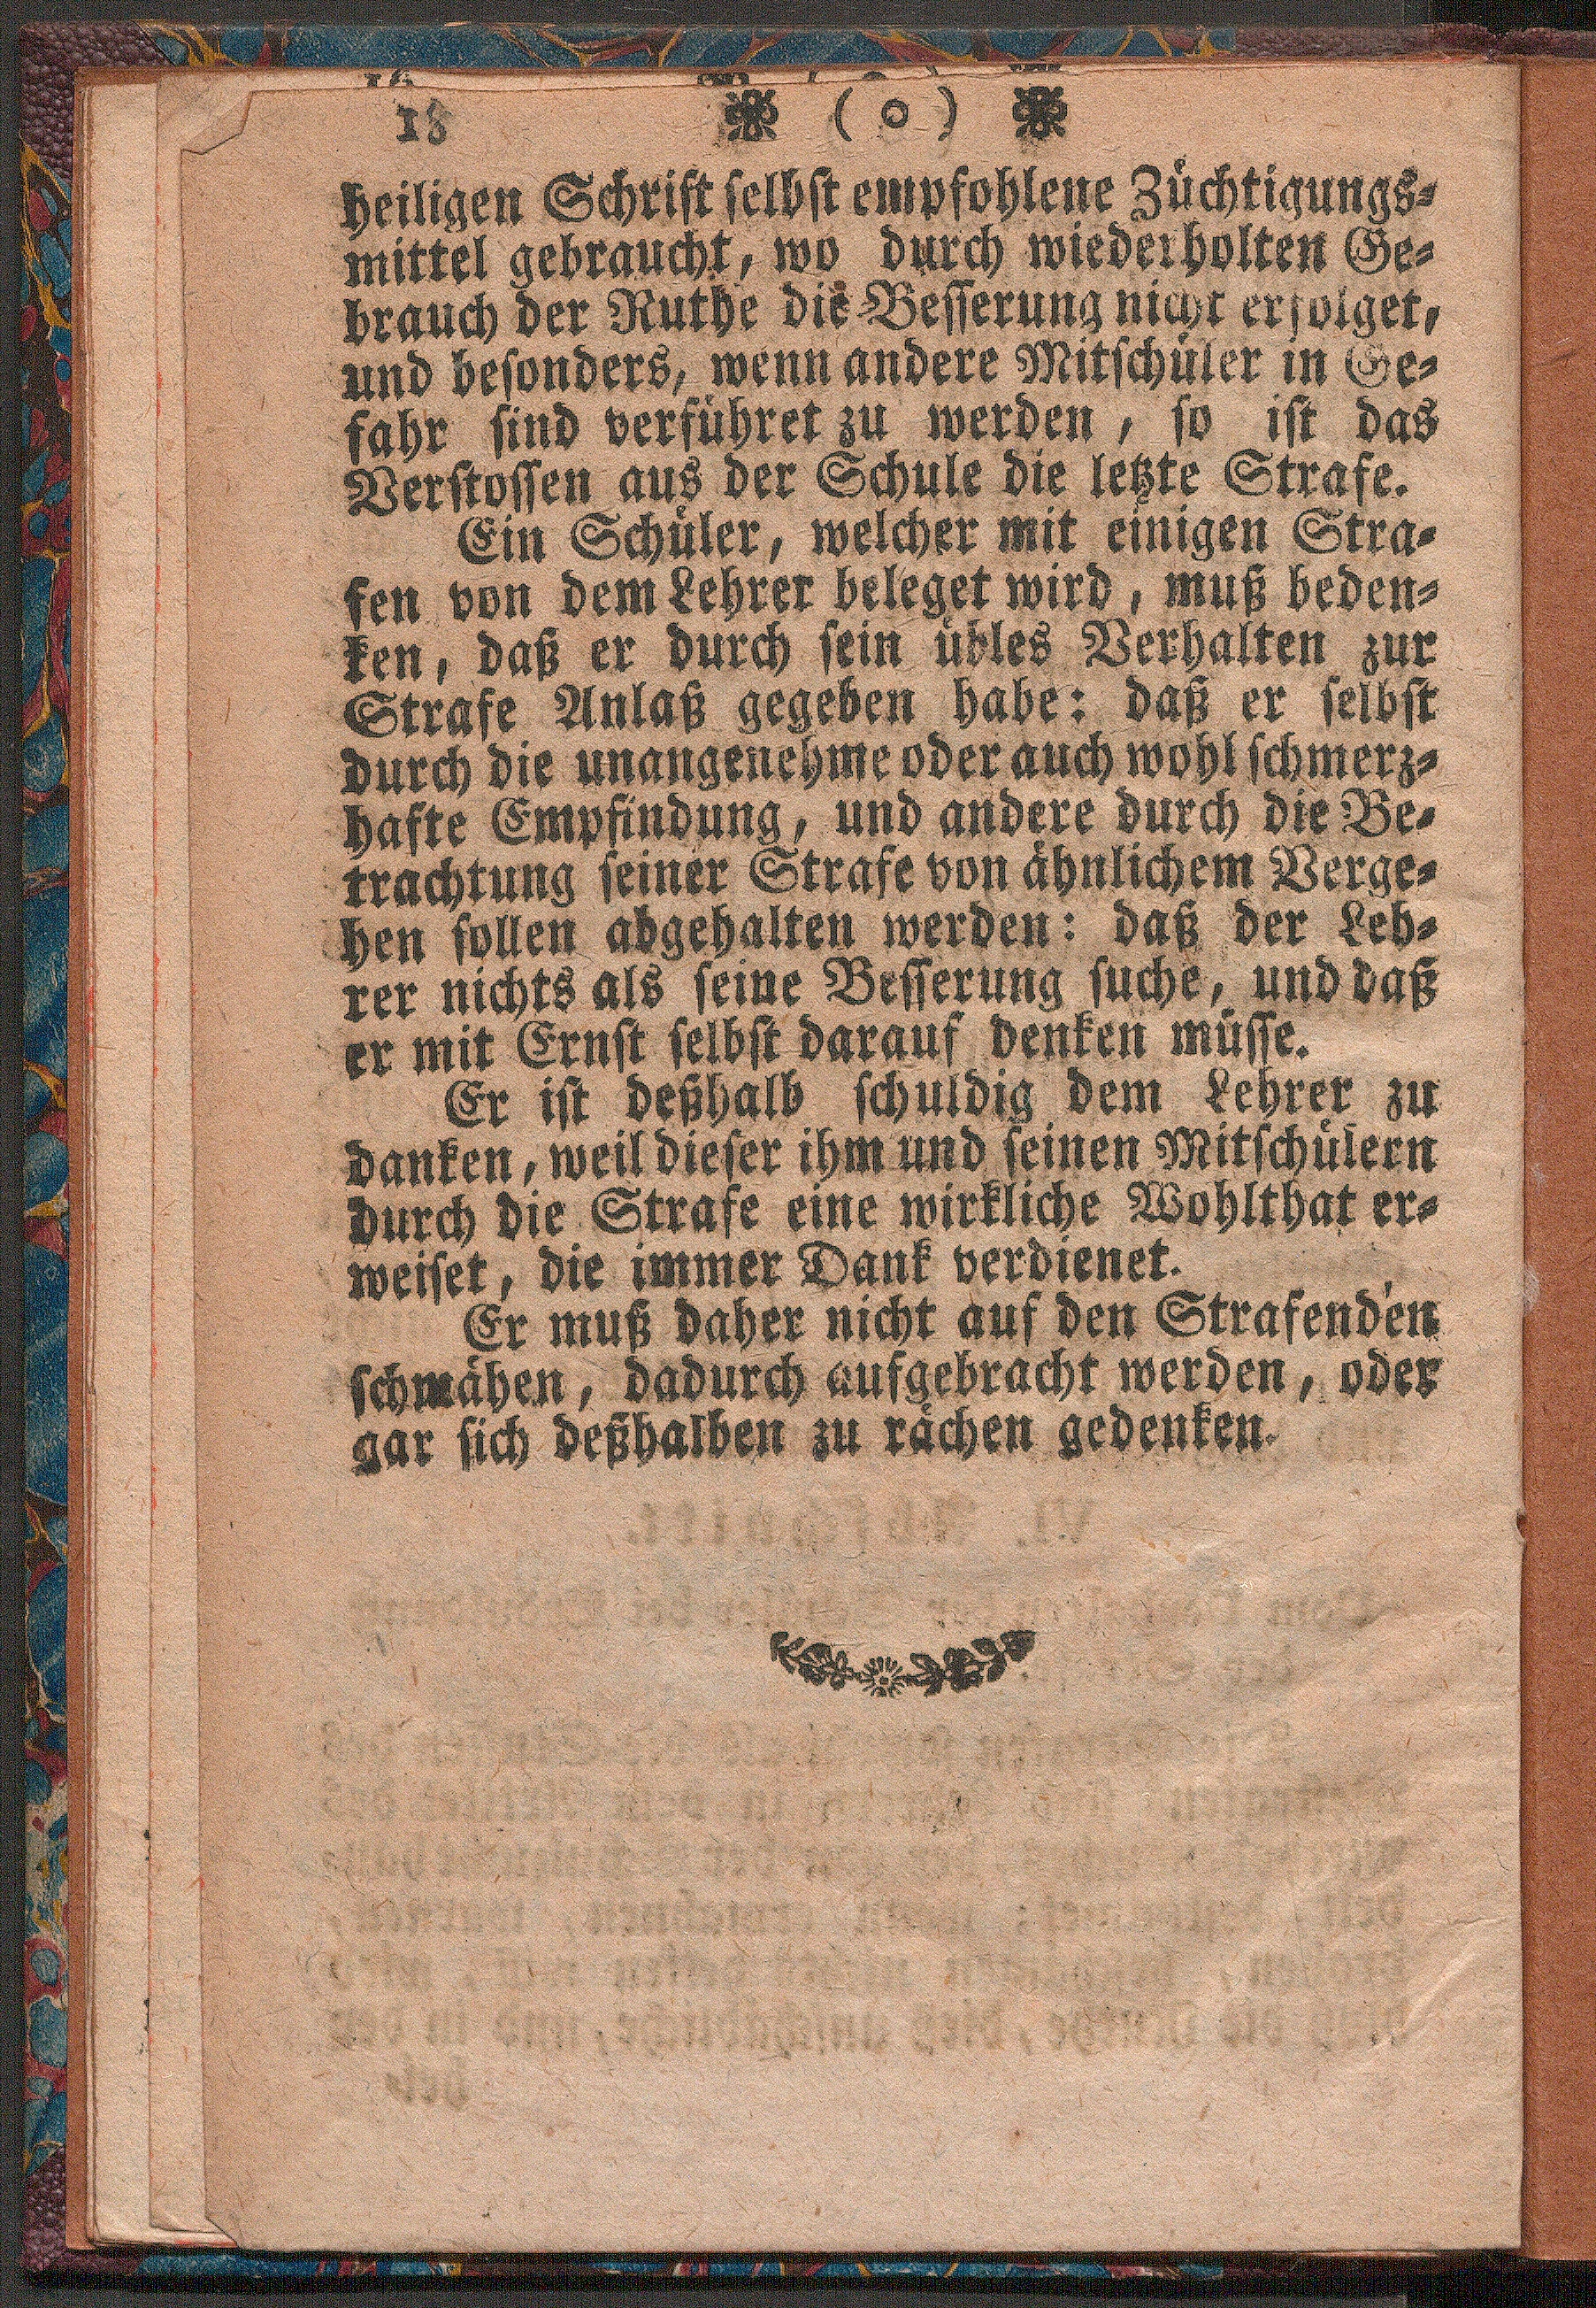 18 ( o )
heiligen Schrift selbst empfohlene Züchtigungs-
mittel gebraucht, wo durch wiederholten Ge-
brauch der Ruthe die Besserung nicht erfolget,
und besonders, wenn andere Mitschüler in Ge-
fahr sind verführet zu werden, so ist das
Verstossen aus der Schule die letzte Strafe.
Ein Schüler, welcher mit einigen Stra-
fen von dem Lehrer beleget wird, muß beden-
ken, daß er durch sein übles Verhalten zur
Strafe Anlaß gegeben habe: daß er selbst
durch die unangenehme oder auch wohl schmerz-
hafte Empfindung, und andere durch die Be-
trachtung seiner Strafe von ähnlichem Verge-
hen sollen abgehalten werden: daß der Leh-
rer nichts als seine Besserung suche, und daß
er mit Ernst selbst darauf denken müsse.
Er ist deßhalb schuldig dem Lehrer zu
danken, weil dieser ihm und seinen Mitschülern
durch die Strafe eine wirkliche Wohlthat er-
weiset, die immer Dank verdienet.
Er muß daher nicht auf den Strafenden
schmähen, dadurch aufgebracht werden, oder
gar sich deßhalben zu rächen gedenken.